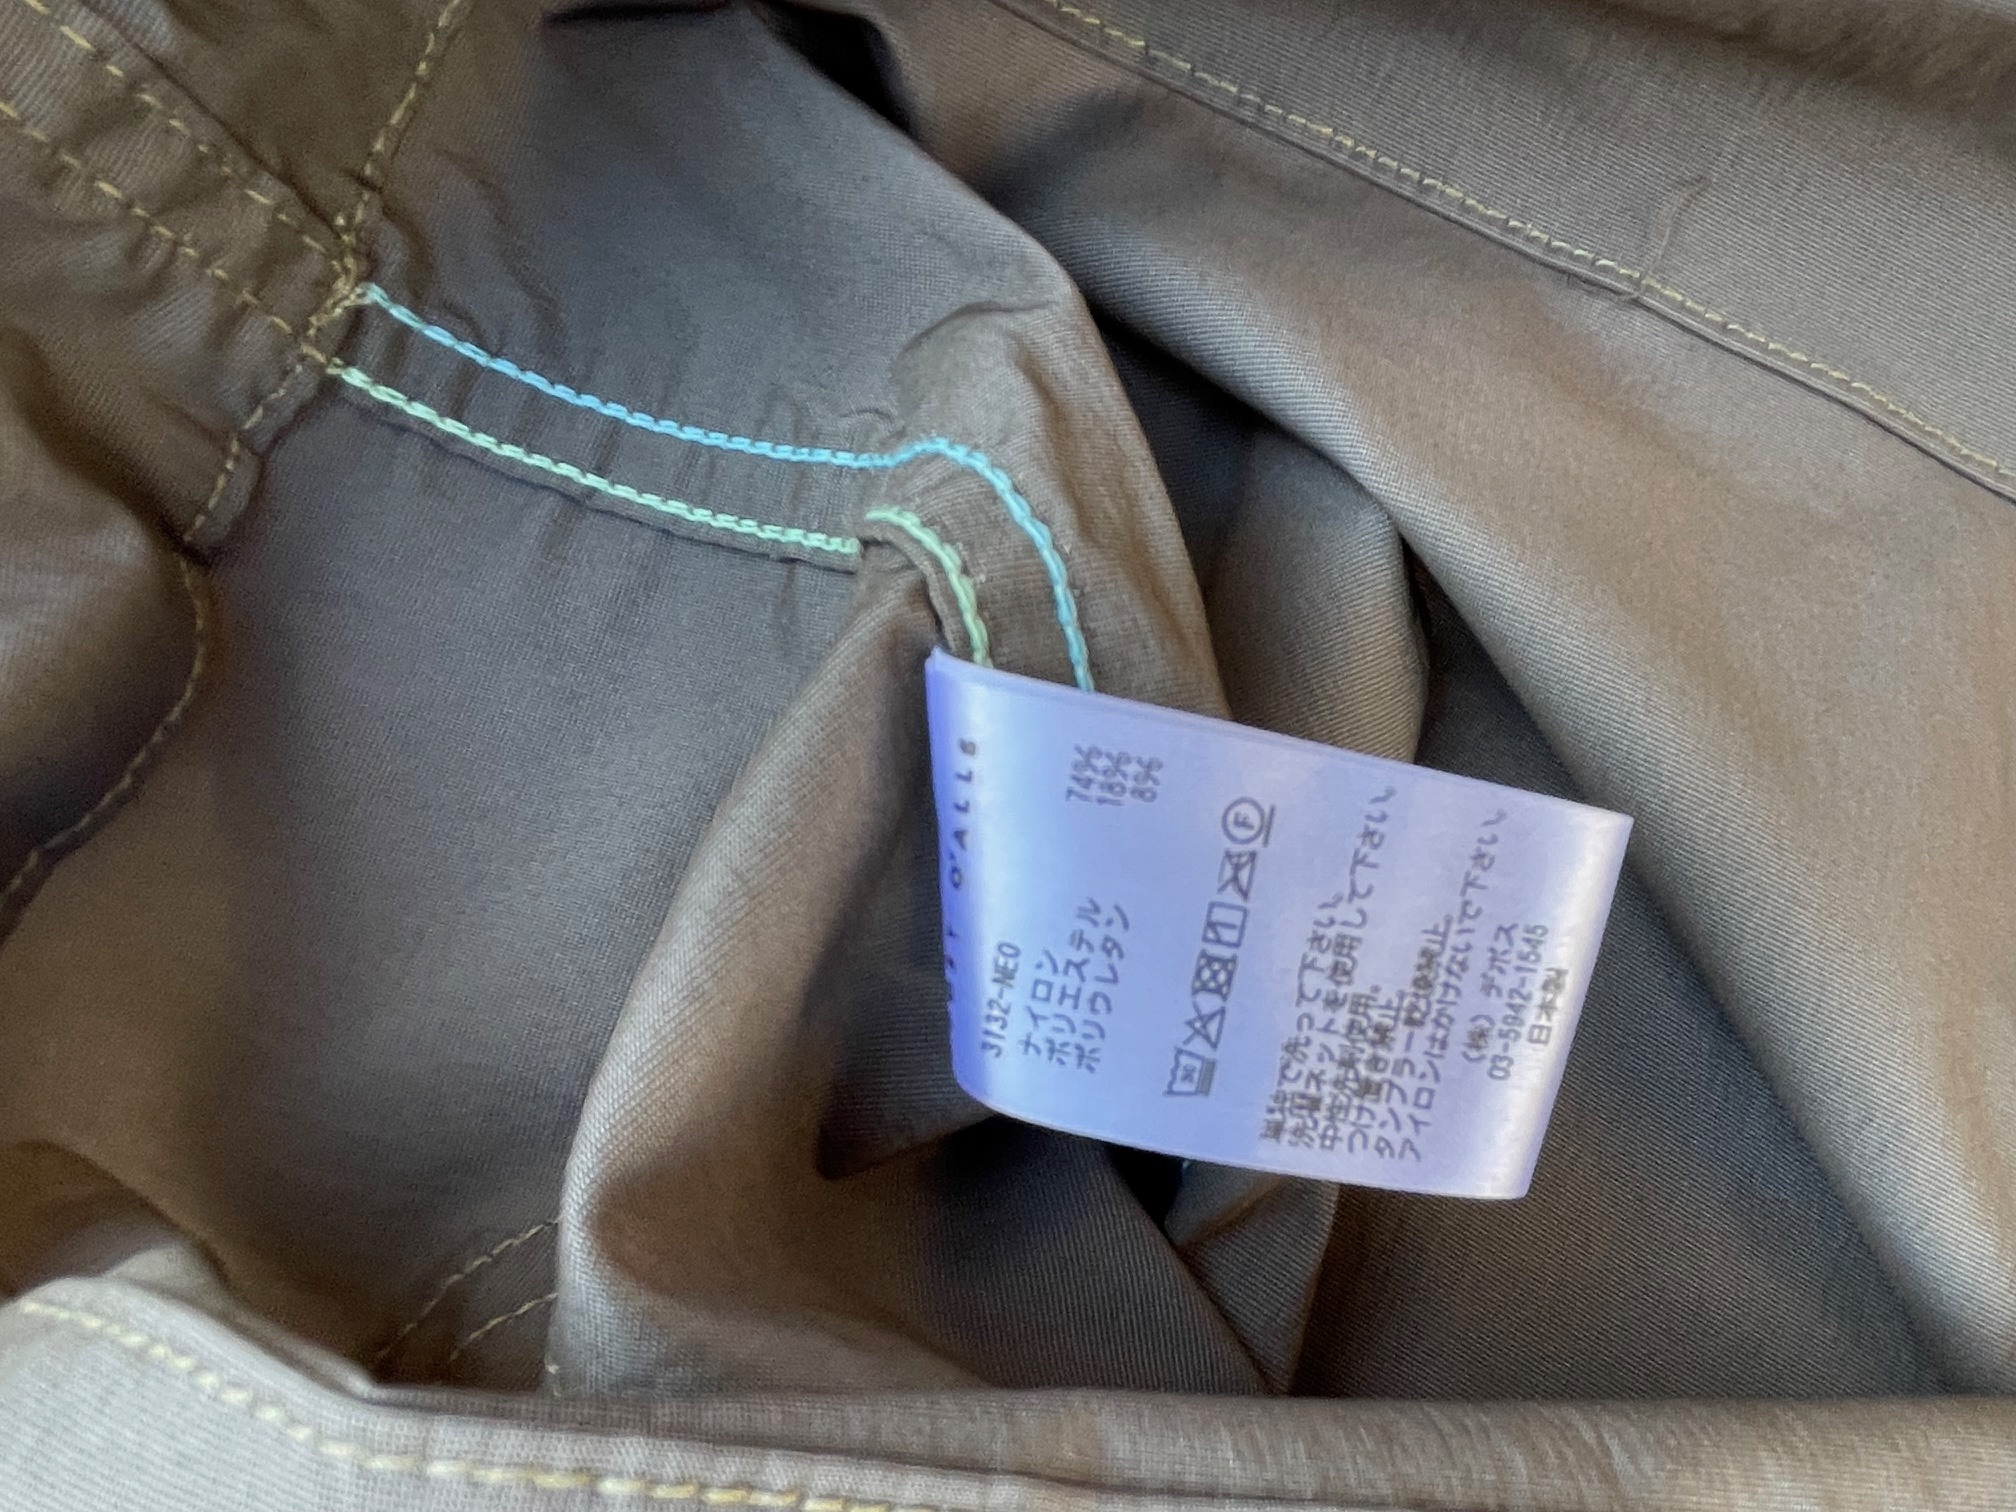 O'ALLS
3132-NEO
ナイロン 74%
ポリエステル 18%
ポリウレタン 8%
30
F
単色で洗って下さい。
洗濯ネットを使用して下さい
中性洗剤使用。
つけ置き禁止。
タンブラー乾燥禁止。
アイロンはかけないで下さい
(株) デポス
03-5942-1545
日本製